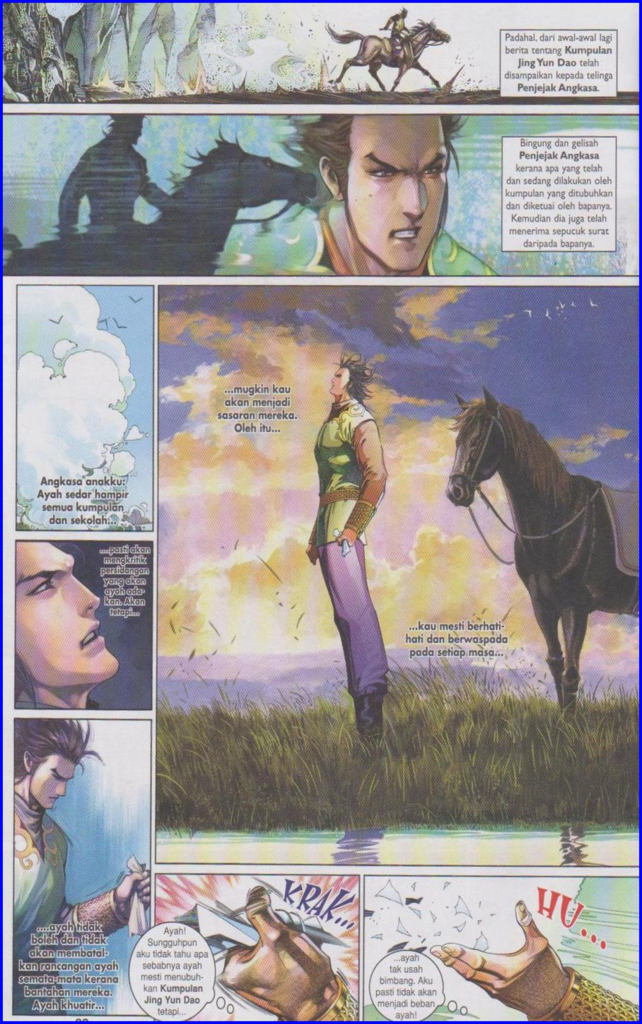 Padahal, dari awal-awal lagi
berita tentang Kumpulan
Jing Yun Dao telah
disampaikan kepada telinga
Penjejak Angkasa.
Bingung dan gelisah
Penjejak Angkasa
kerana apa yang telah
dan sedang dilakukan oleh
kumpulan yang ditubuhkan
dan diketuai oleh bapanya.
Kemudian dia juga telah
menerima sepucuk surat
daripada bapanya.
Angkasa anakku:
Ayah sedar hampir
semua kumpulan
dan sekolah...
....pasti akan
mengkritik
persidangan
yang akan
ayah ada-
kan. Akan
tetapi...
...mugkin kau
akan menjadi
sasaran mereka.
Oleh itu...
...kau mesti berhati-
hati dan berwaspada
pada setiap masa...
....ayah tidak
boleh dan tidak
akan membatal-
kan rancangan ayah
semata-mata kerana
bantahan mereka.
Ayah khuatir...
KRAK...
Ayah!
Sungguhpun
aku tidak tahu apa
sebabnya ayah
mesti menubuh-
kan Kumpulan
Jing Yun Dao
tetapi...
HU...
...ayah
tak usah
bimbang. Aku
pasti tidak akan
menjadi beban
ayah!